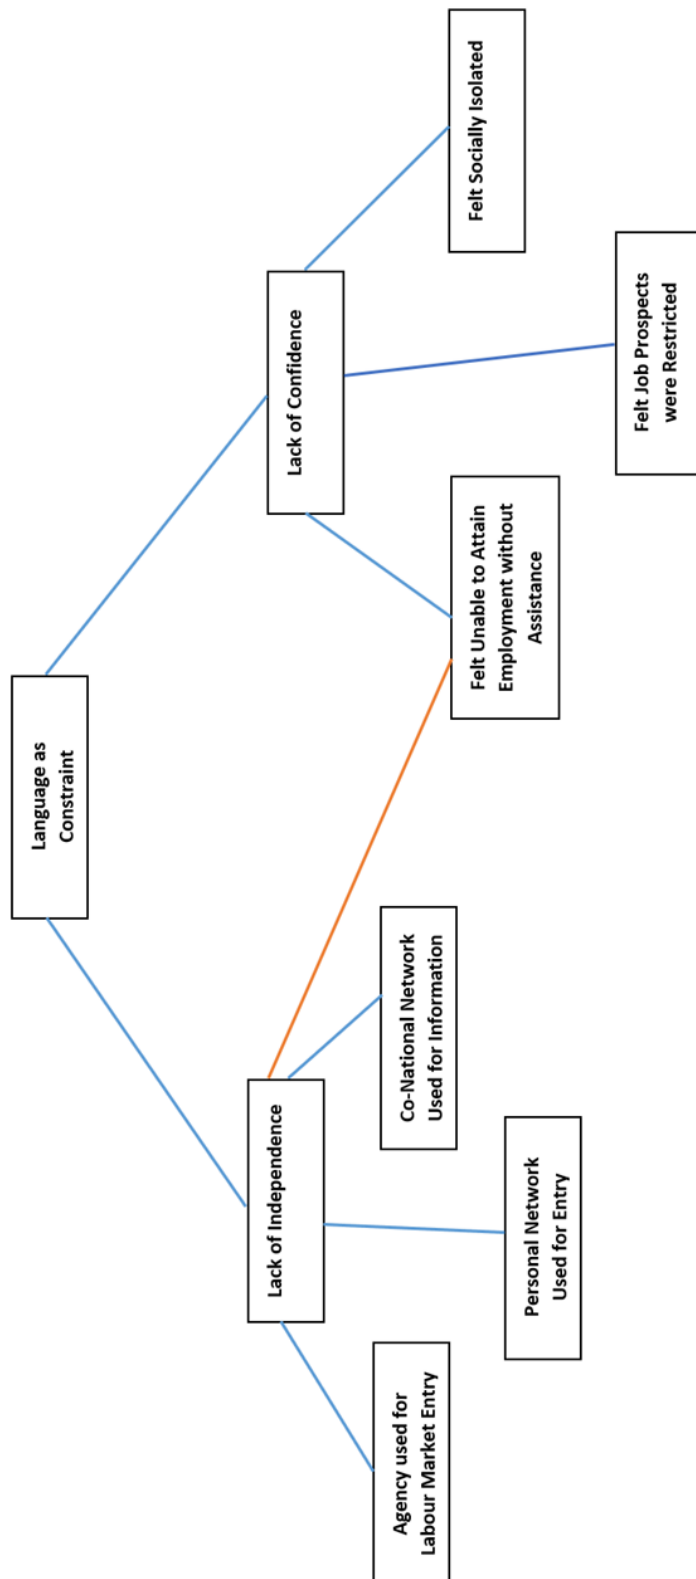 Language as
Constraint
Lack of Independence
Lack of Confidence
Agency used for
Labour Market Entry
Personal Network
Used for Entry
Co-National Network
Used for Information
Felt Unable to Attain
Employment without
Assistance
Felt Job Prospects
were Restricted
Felt Socially Isolated